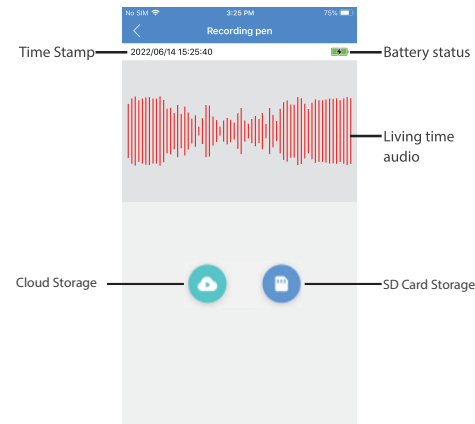 No SIM 3:25 PM 75%
Recording pen
Time Stamp 2022/06/14 15:25:40 Battery status
Living time
audio
Cloud Storage SD Card Storage